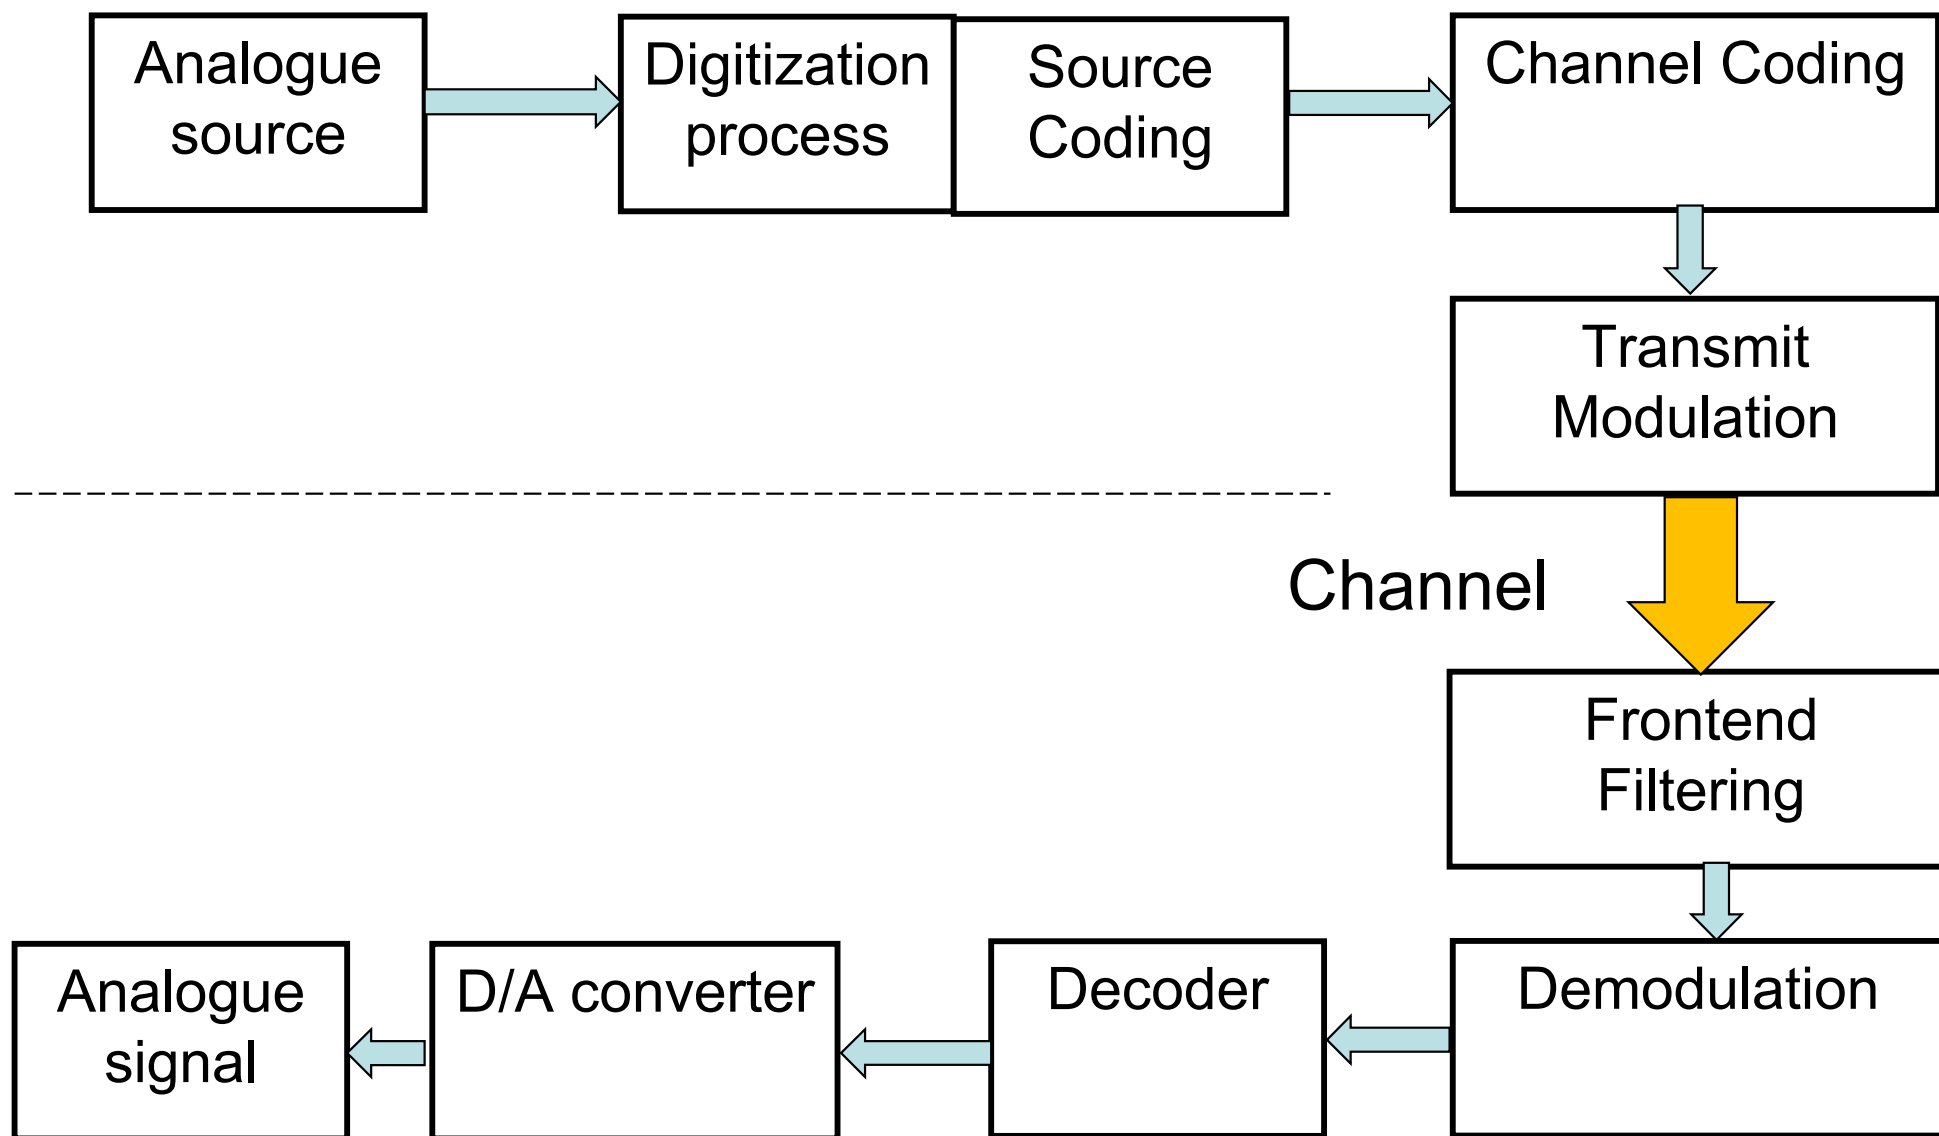 Analogue
source
Digitization
process
Source
Coding
Channel Coding
Transmit
Modulation
Channel
Frontend
Filtering
Demodulation
Decoder
D/A converter
Analogue
signal